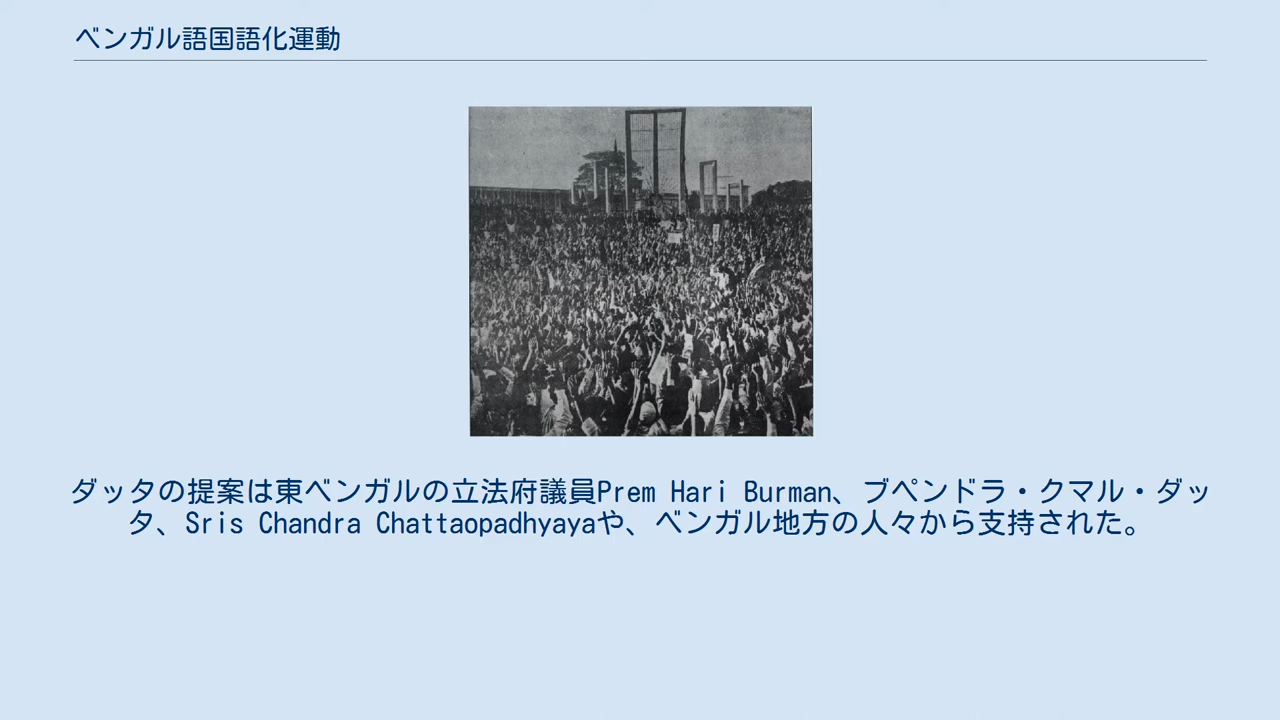 ベンガル語国語化運動
ダッタの提案は東ベンガルの立法府議員Prem Hari Burman、ブペンドラ・クマル・ダッ
タ、Sris Chandra Chattaopadhyayaや、ベンガル地方の人々から支持された。